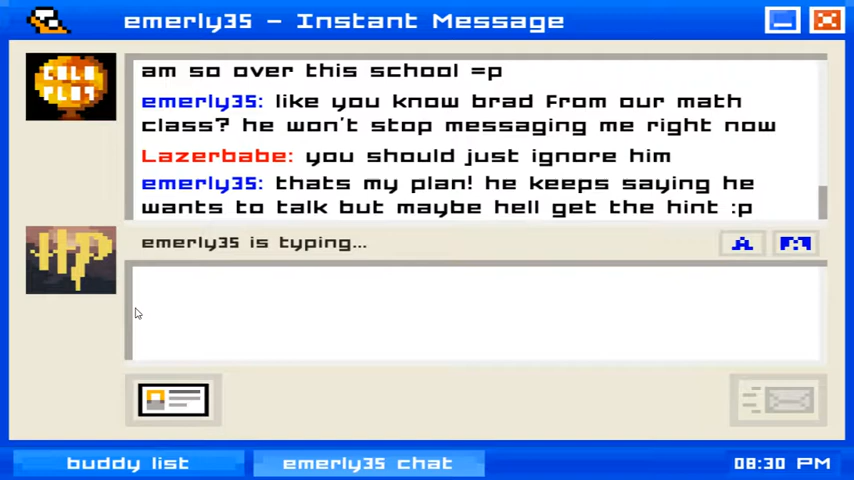 emerly35 - Instant Message
COLD
PLAY
am so over this school =p
emerly35: like you know brad from our math
class? he won't stop messaging me right now
Lazerbabe: you should just ignore him
emerly35: thats my plan! he keeps saying he
wants to talk but maybe hell get the hint :p
HP
emerly35 is typing...
A
buddy list
emerly35 chat
08:30 PM